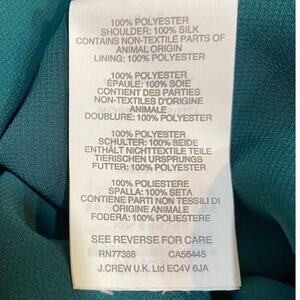 100% POLYESTER
SHOULDER: 100% SILK
CONTAINS NON-TEXTILE PARTS OF
ANIMAL ORIGIN
LINING: 100% POLYESTER
100% POLYESTER
ÉPAULE: 100% SOIE
CONTIENT DES PARTIES
NON-TEXTILES D'ORIGINE
ANIMALE
DOUBLURE: 100% POLYESTER
100% POLYESTER
SCHULTER: 100% SEIDE
ENTHÄLT NICHTTEXTILE TEILE
TIERISCHEN URSPRUNGS
FUTTER: 100% POLYESTER
100% POLIESTERE
SPALLA: 100% SETA
CONTIENE PARTI NON TESSILI DI
ORIGINE ANIMALE
FODERA: 100% POLIESTERE
SEE REVERSE FOR CARE
RN77388 CA56445
J.CREW U.K. Ltd EC4V 6JA